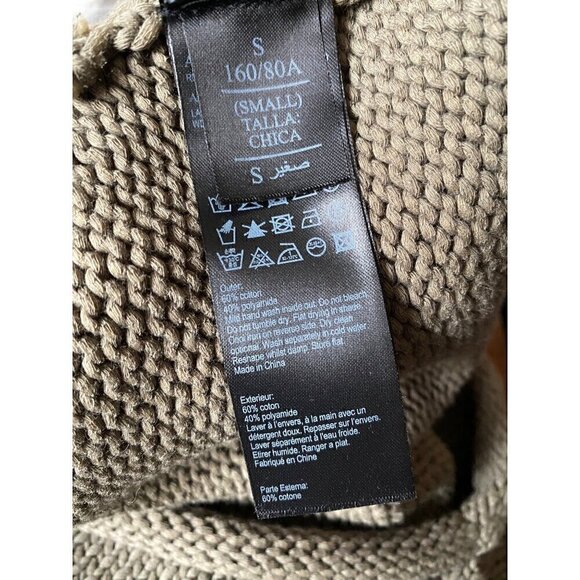 S
160/80A
(SMALL)
TALLA:
CHICA
S صغير
Outer:
60% cotton
40% polyamide
Mild hand wash inside out. Do not bleach.
Do not tumble dry. Flat drying in shade.
Cool iron on reverse side. Dry clean
optional. Wash separately in cold water.
Reshape whilst damp. Store flat
Made in China
Exterieur:
60% coton
40% polyamide
Laver à l'envers, à la main avec un
détergent doux. Repasser sur l'envers.
Laver séparément à l'eau froide.
Etirer humide. Ranger a plat.
Fabriqué en Chine
Parte Esterna:
60% cotone